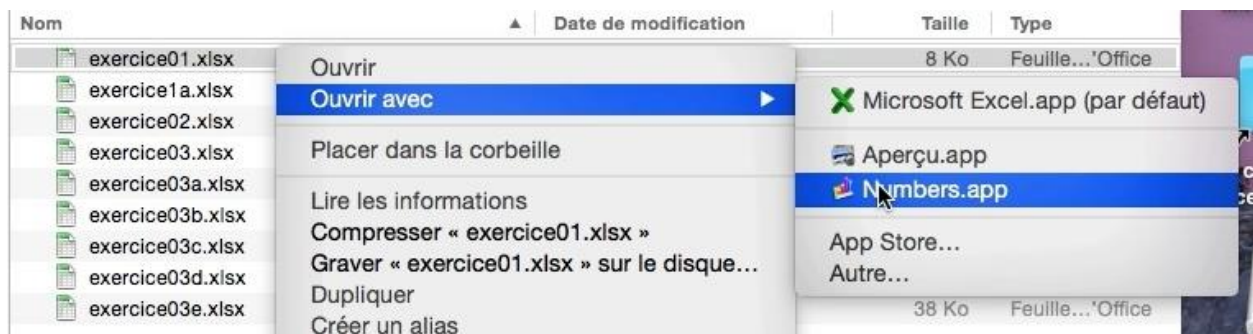 Nom ▲ Date de modification Taille Type
exercice01.xlsx 8 Ko Feuille...'Office
exercice1a.xlsx
exercice02.xlsx
exercice03.xlsx
exercice03a.xlsx
exercice03b.xlsx
exercice03c.xlsx
exercice03d.xlsx
exercice03e.xlsx 38 Ko Feuille...'Office
Ouvrir
Ouvrir avec
Placer dans la corbeille
Lire les informations
Compresser « exercice01.xlsx »
Graver « exercice01.xlsx » sur le disque...
Dupliquer
Créer un alias
Microsoft Excel.app (par défaut)
Aperçu.app
Numbers.app
App Store...
Autre...